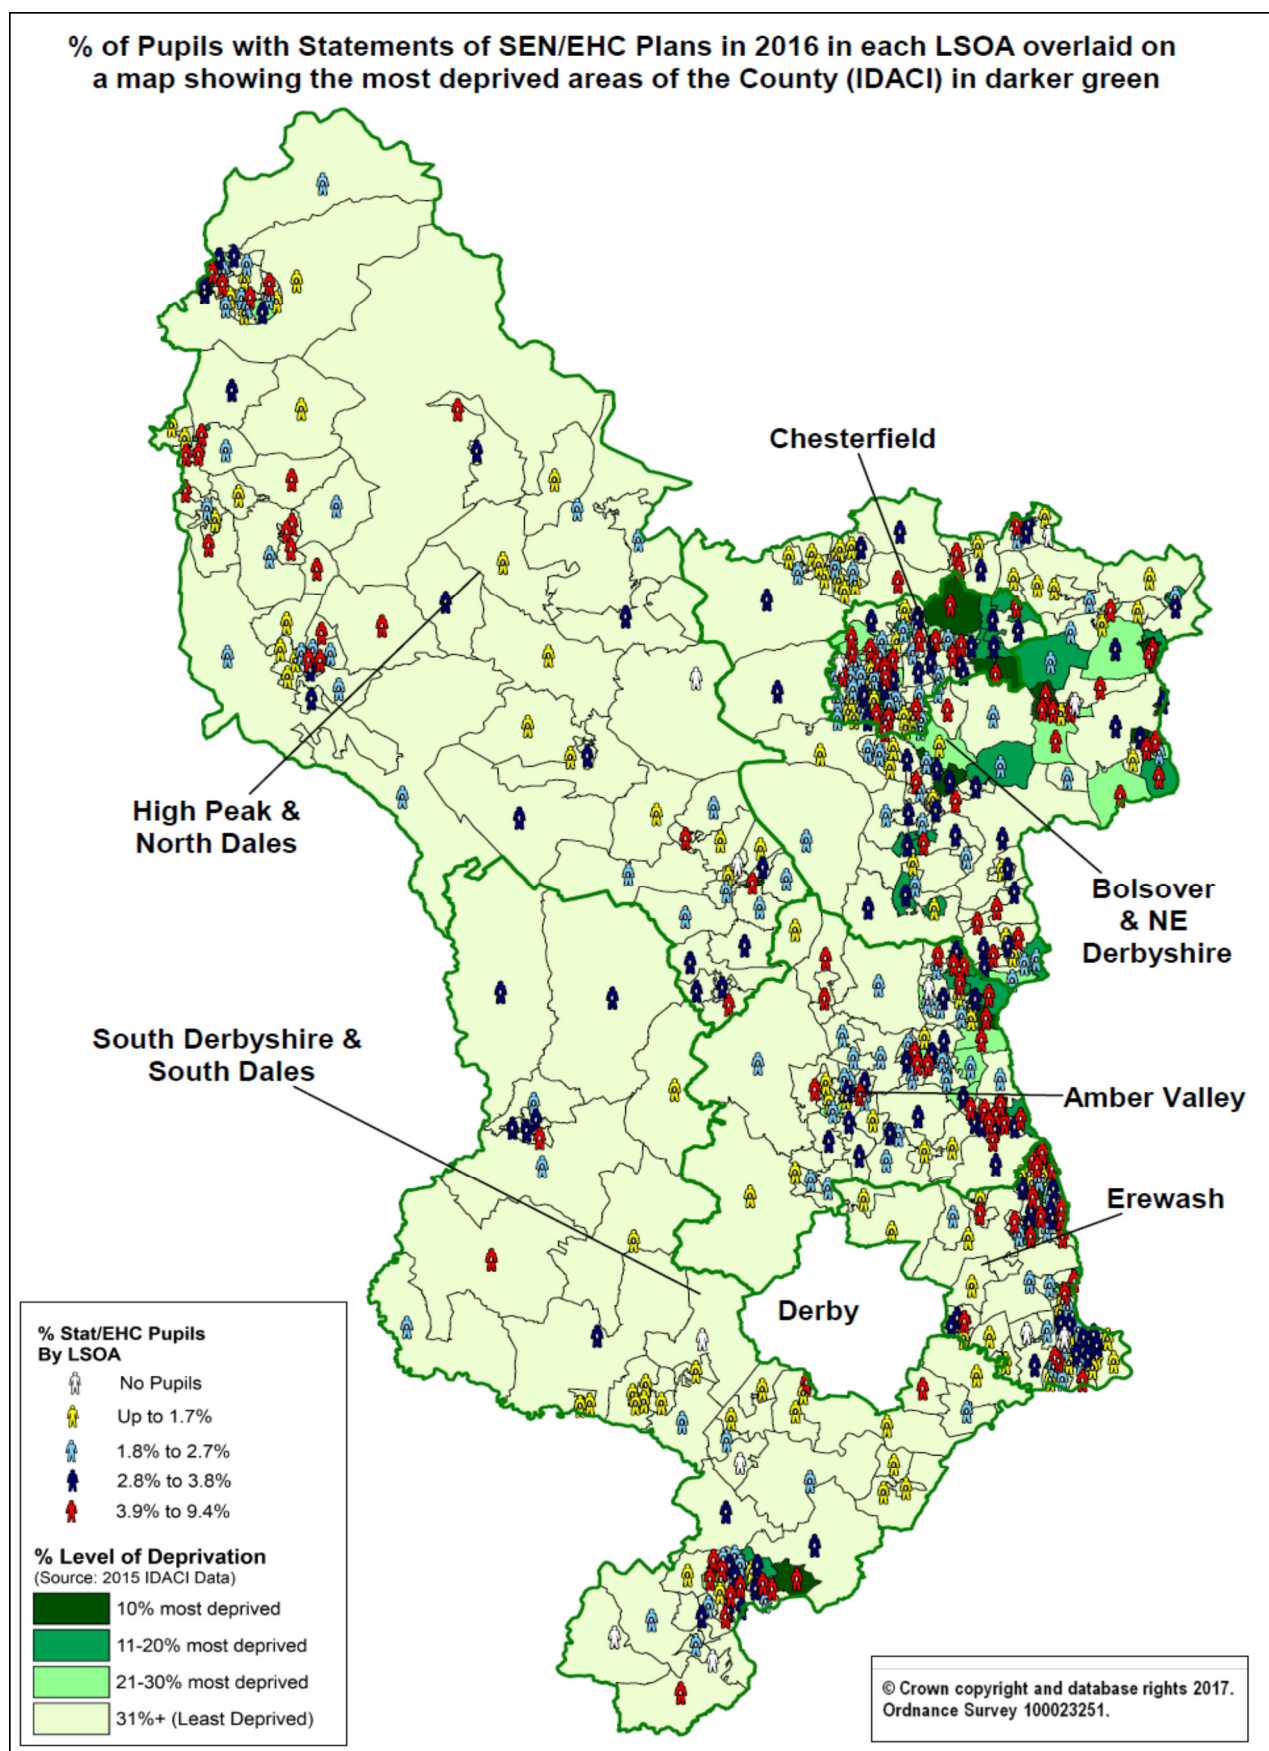 % of Pupils with Statements of SEN/EHC Plans in 2016 in each LSOA overlaid on
a map showing the most deprived areas of the County (IDACI) in darker green
Chesterfield
High Peak &
North Dales
Bolsover
& NE
Derbyshire
South Derbyshire &
South Dales
Amber Valley
Erewash
Derby
% Stat/EHC Pupils
By LSOA
No Pupils
Up to 1.7%
1.8% to 2.7%
2.8% to 3.8%
3.9% to 9.4%
% Level of Deprivation
(Source: 2015 IDACI Data)
10% most deprived
11-20% most deprived
21-30% most deprived
31%+ (Least Deprived)
© Crown copyright and database rights 2017.
Ordnance Survey 100023251.